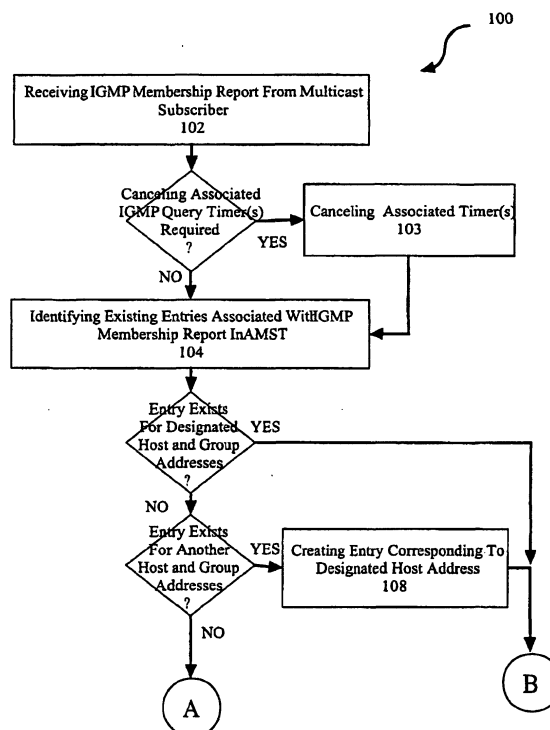 100
Receiving IGMP Membership Report From Multicast
Subscriber
102
Canceling Associated
IGMP Query Timer(s)
Required
?
YES
NO
Canceling Associated Timer(s)
103
Identifying Existing Entries Associated WithIGMP
Membership Report InAMST
104
Entry Exists
For Designated
Host and Group
Addresses
?
YES
NO
Entry Exists
For Another
Host and Group
Addresses
?
YES
NO
Creating Entry Corresponding To
Designated Host Address
108
A
B